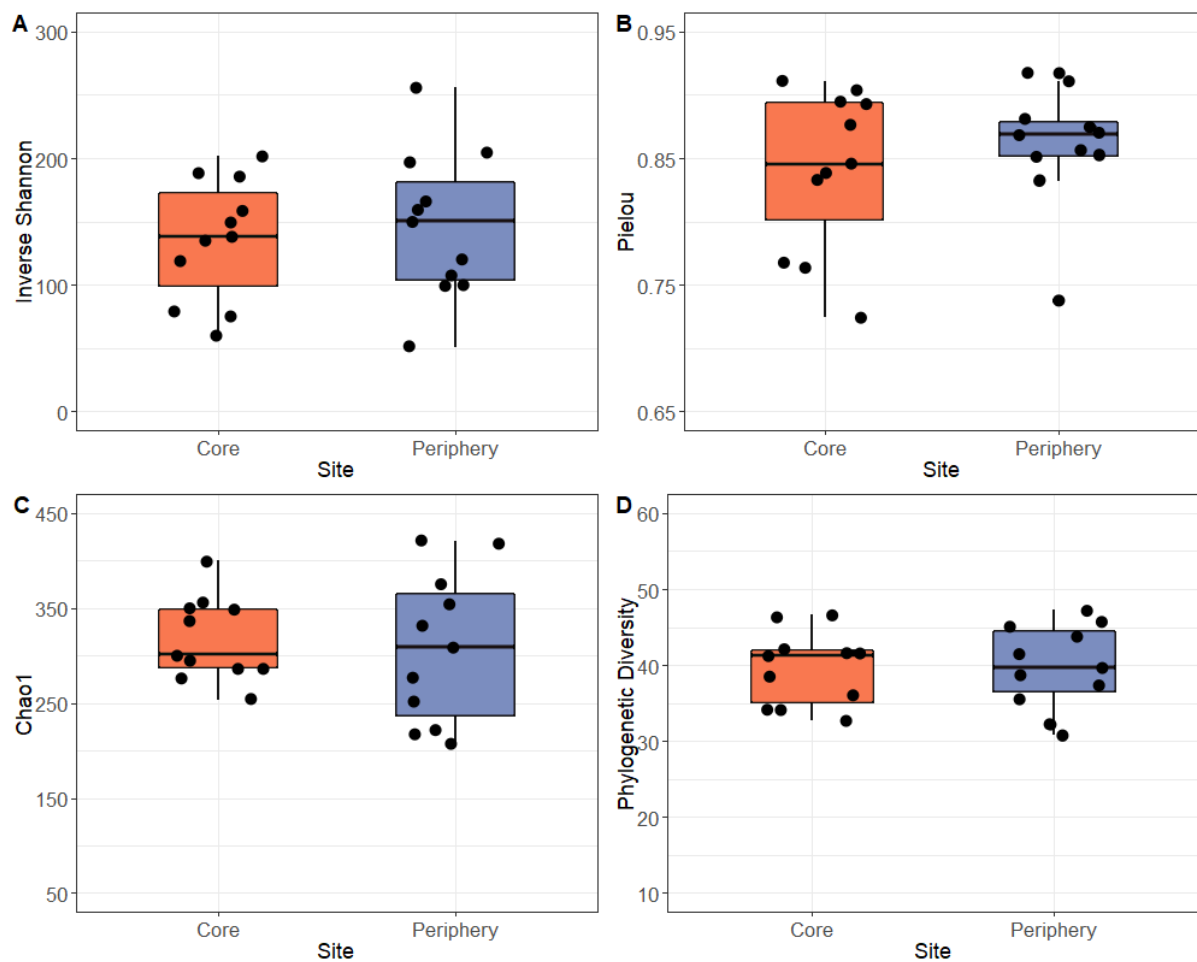 A
Inverse Shannon
300
200
100
0
Core
Periphery
Site
B
Pielou
0.95
0.85
0.75
0.65
Core
Periphery
Site
C
Chao1
450
350
250
150
50
Core
Periphery
Site
D
Phylogenetic Diversity
60
50
40
30
20
10
Core
Periphery
Site